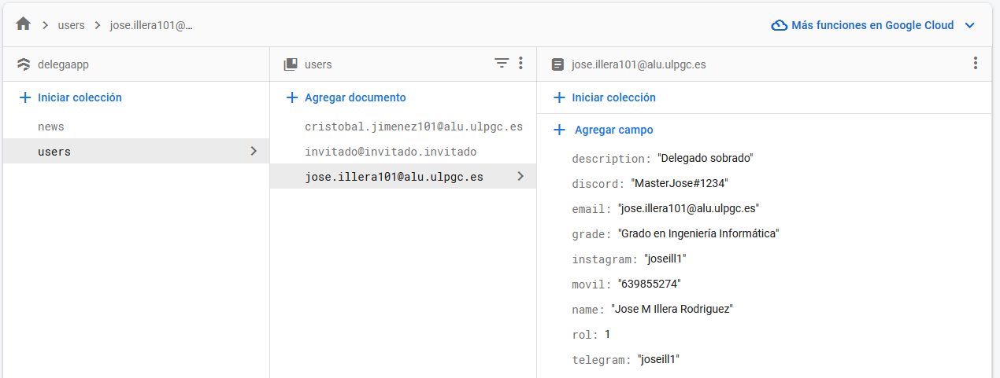 users
jose.illera101@...
Más funciones en Google Cloud
delegaapp
users
jose.illera101@alu.ulpgc.es
Iniciar colección
Agregar documento
Iniciar colección
news
users
cristobal.jimenez101@alu.ulpgc.es
invitado@invitado.invitado
jose.illera101@alu.ulpgc.es
Agregar campo
description: "Delegado sobrado"
discord: "MasterJose#1234"
email: "jose.illera101@alu.ulpgc.es"
grade: "Grado en Ingeniería Informática"
instagram: "joseill1"
movil: "639855274"
name: "Jose M Illera Rodriguez"
rol: 1
telegram: "joseill1"